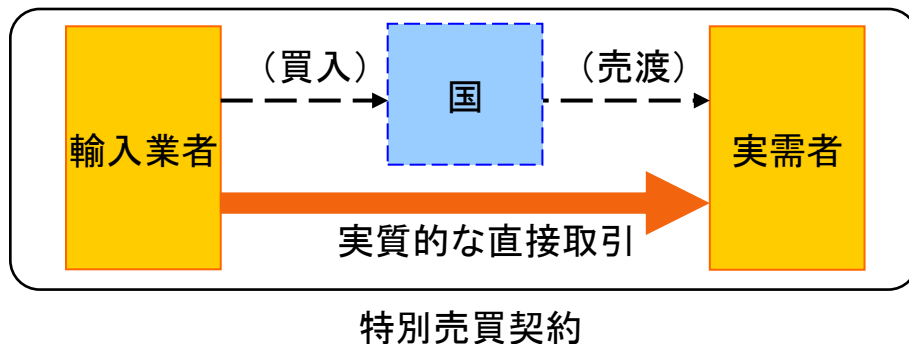 （買入）
（売渡）
国
輸入業者
実需者
実質的な直接取引
特別売買契約